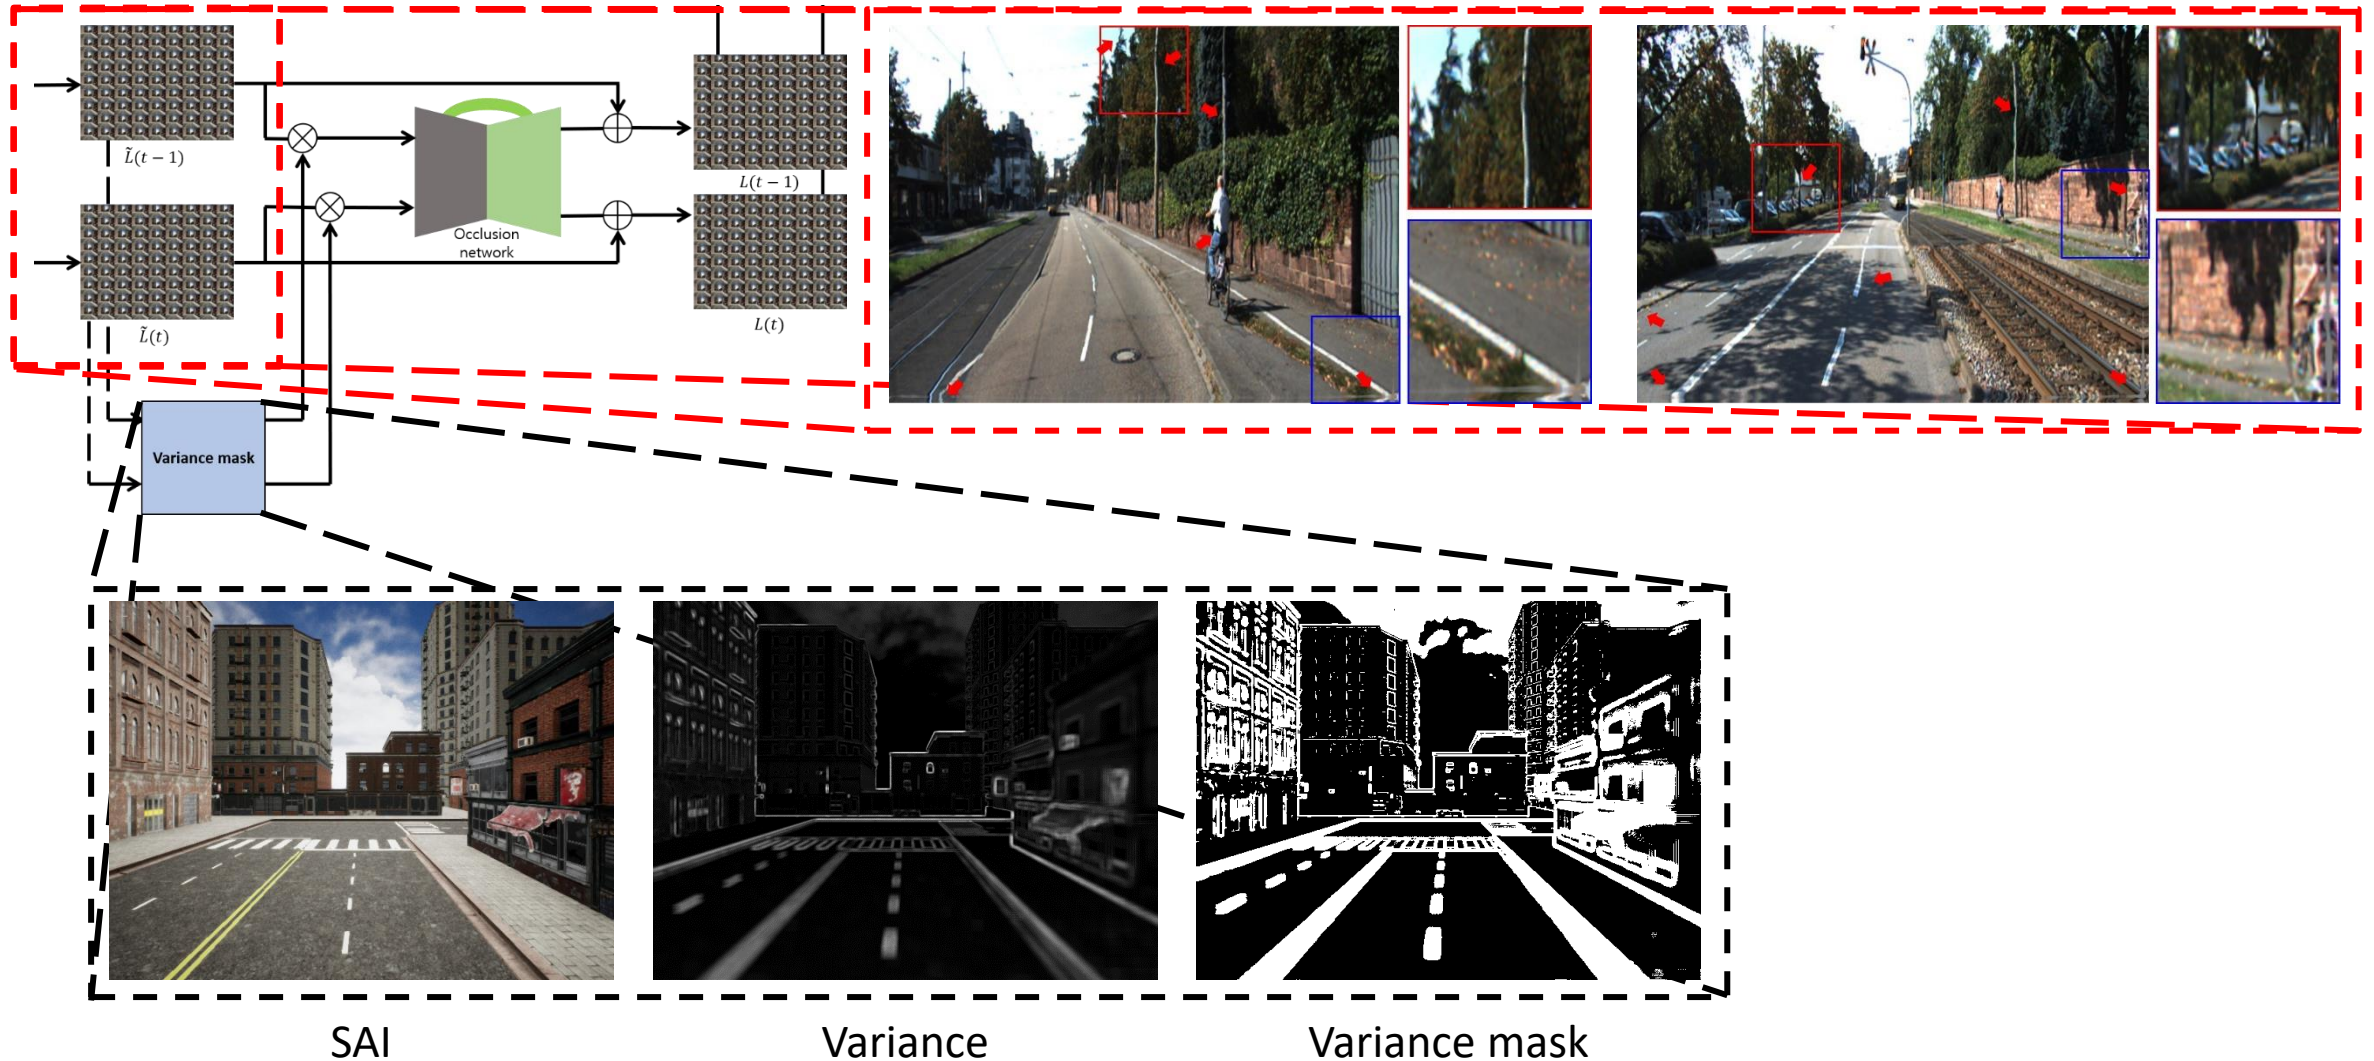 L̃(t − 1)
L̃(t)
Occlusion
network
L(t − 1)
L(t)
Variance mask
SAI
Variance
Variance mask